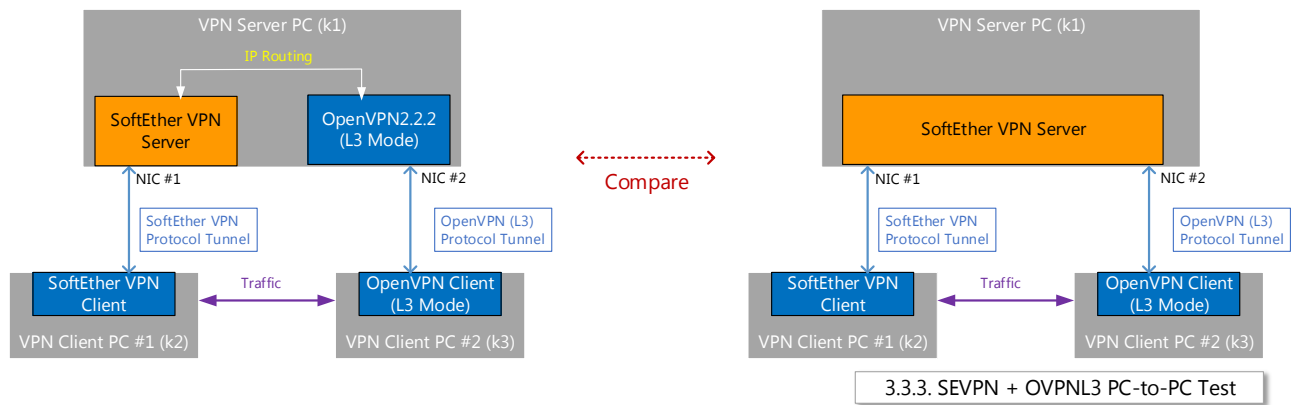 VPN Server PC (k1)
IP Routing
SoftEther VPN
Server
OpenVPN2.2.2
(L3 Mode)
NIC #1
NIC #2
SoftEther VPN
Protocol Tunnel
OpenVPN (L3)
Protocol Tunnel
SoftEther VPN
Client
Traffic
OpenVPN Client
(L3 Mode)
VPN Client PC #1 (k2)
VPN Client PC #2 (k3)
Compare
VPN Server PC(k1)
SoftEther VPN Server
NIC #1
NIC #2
SoftEther VPN
Protocol Tunnel
OpenVPN (L3)
Protocol Tunnel
SoftEther VPN
Client
Traffic
OpenVPN Client
(L3 Mode)
VPN Client PC #1 (k2)
VPN Client PC #2 (k3)
3.3.3. SEVPN + OVPNL3 PC-to-PC Test